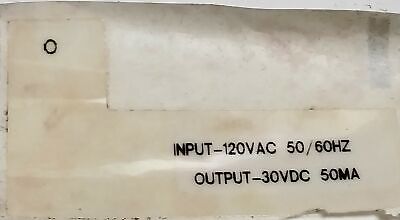 O
INPUT-120VAC 50/60HZ
OUTPUT-30VDC 50MA